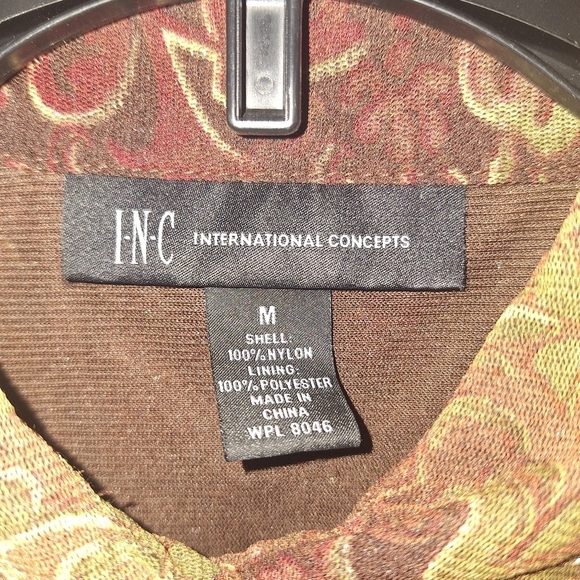 I·N·C INTERNATIONAL CONCEPTS
M
SHELL:
100% NYLON
LINING:
100% POLYESTER
MADE IN
CHINA
WPL 8046